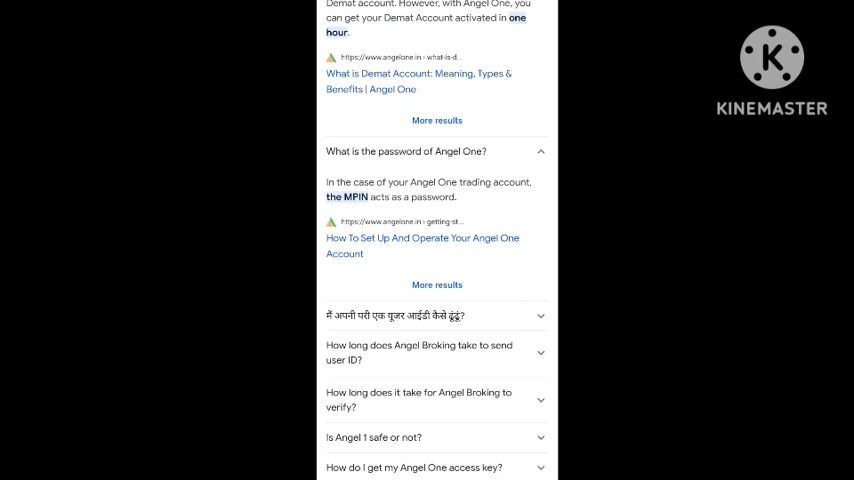 Demat account. However, with Angel One, you
can get your Demat Account activated in one
hour.
https://www.angelone.in › what-is-d...
What is Demat Account: Meaning, Types &
Benefits | Angel One
More results
What is the password of Angel One?
In the case of your Angel One trading account,
the MPIN acts as a password.
https://www.angelone.in › getting-st...
How To Set Up And Operate Your Angel One
Account
More results
मैं अपनी परी एक यूजर आईडी कैसे ढूंढूं?
How long does Angel Broking take to send
user ID?
How long does it take for Angel Broking to
verify?
Is Angel 1 safe or not?
How do I get my Angel One access key?
K
KINEMASTER